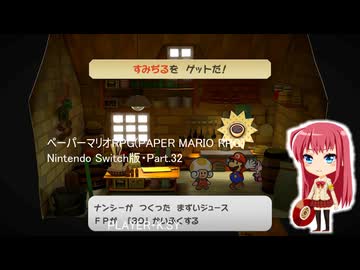 すみぢるを ゲットだ!
ペーパーマリオRPG(PAPER MARIO RPG)
Nintendo Switch版・Part.32
ナンシーが つくった まずいジュース
FPが 「30」かいふくする
PLAYER・K.SY